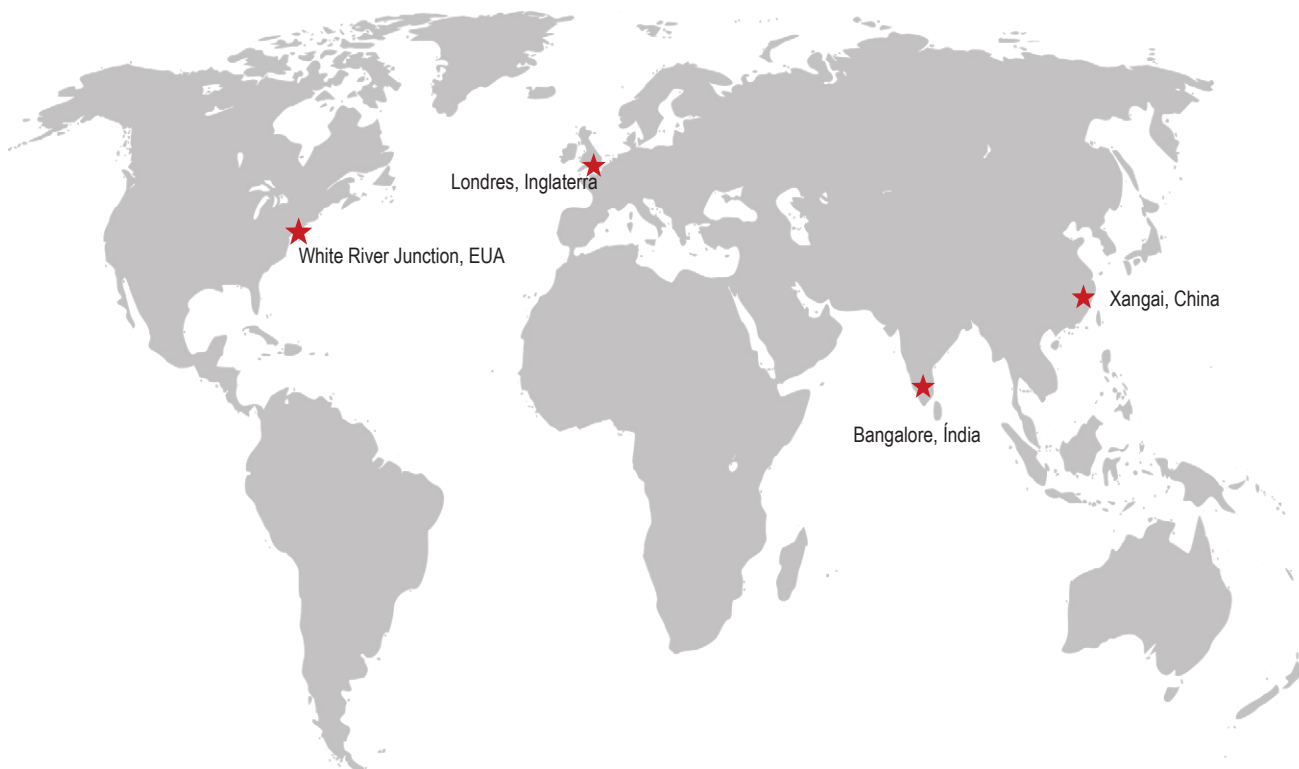 Londres, Inglaterra
White River Junction, EUA
Xangai, China
Bangalore, Índia